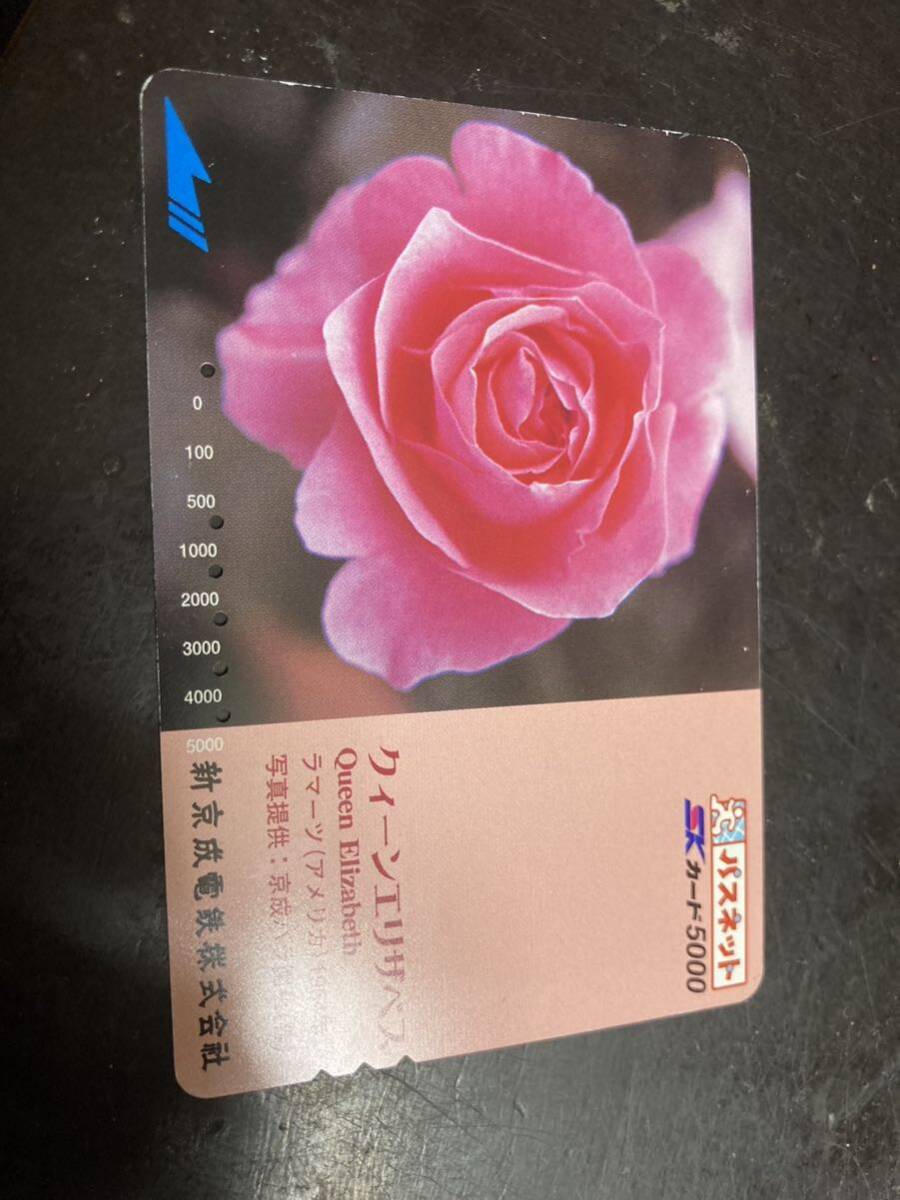 パスネット
SKカード5000
クィーンエリザベス
Queen Elizabeth
ラマーツ(アメリカ)
写真提供：京成
0
100
500
1000
2000
3000
4000
5000
新京成電鉄株式会社